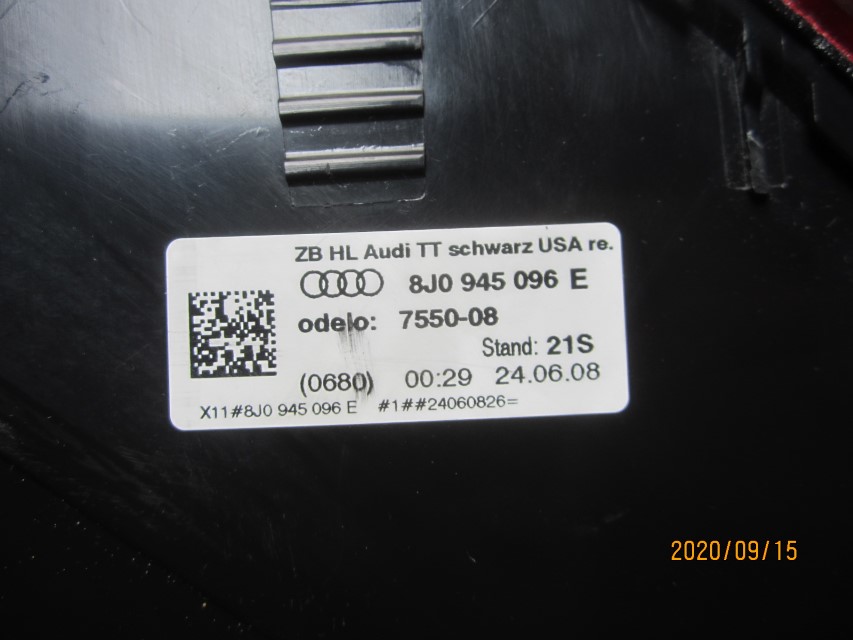 ZB HL Audi TT schwarz USA re.
8J0 945 096 E
odelo: 7550-08
Stand: 21S
(0680) 00:29 24.06.08
X11#8J0 945 096 E #1##24060826=
2020/09/15